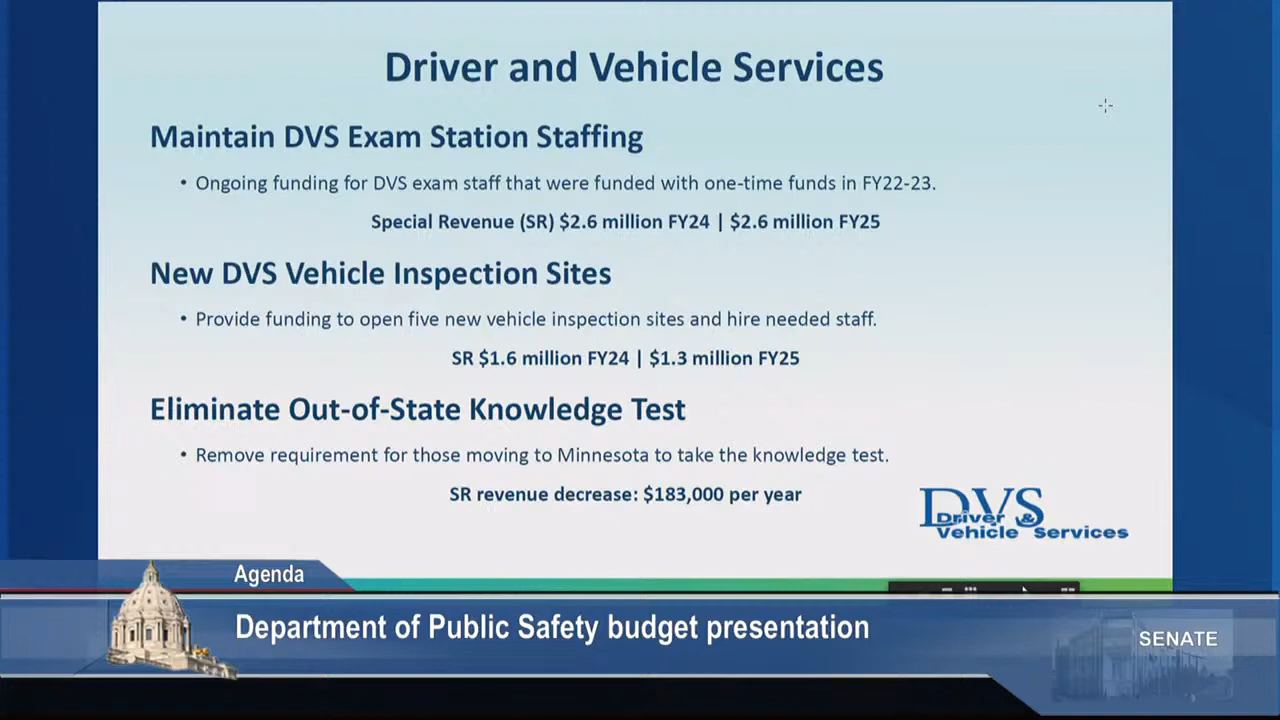 Driver and Vehicle Services
Maintain DVS Exam Station Staffing
• Ongoing funding for DVS exam staff that were funded with one-time funds in FY22-23.
Special Revenue (SR) $2.6 million FY24 | $2.6 million FY25
New DVS Vehicle Inspection Sites
• Provide funding to open five new vehicle inspection sites and hire needed staff.
SR $1.6 million FY24 | $1.3 million FY25
Eliminate Out-of-State Knowledge Test
• Remove requirement for those moving to Minnesota to take the knowledge test.
SR revenue decrease: $183,000 per year
DVS
Driver &
Vehicle Services
Agenda
Department of Public Safety budget presentation
SENATE